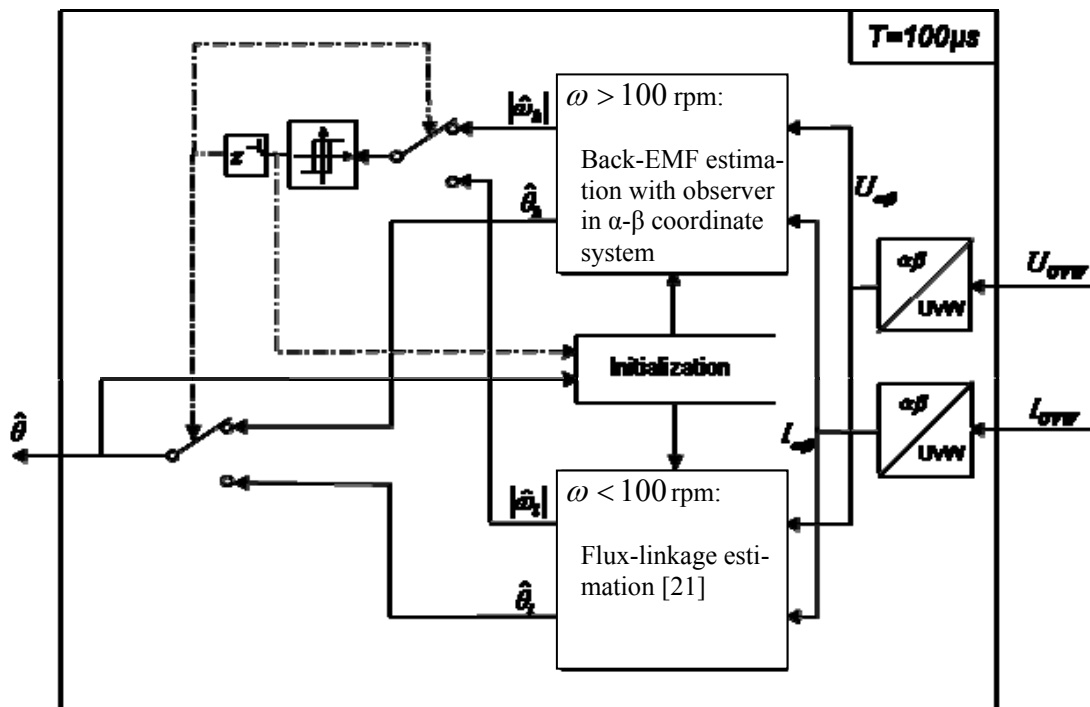 T=100µs
ω > 100 rpm:
Back-EMF estima-
tion with observer
in α-β coordinate
system
|ω̂₂|
θ̂₂
z⁻¹
U_αβ
αβ
UVW
U_UVW
Initialization
αβ
UVW
I_UVW
I_αβ
θ̂
ω < 100 rpm:
Flux-linkage esti-
mation [21]
|ω̂₁|
θ̂₁